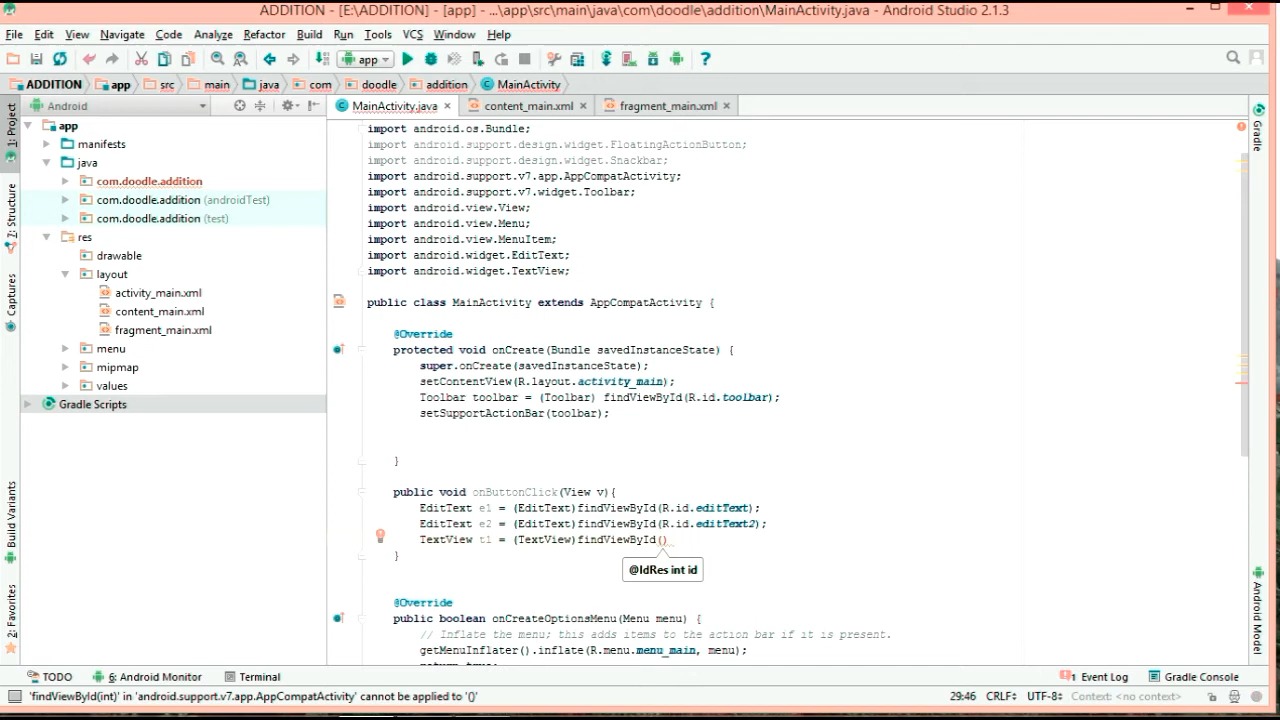 ADDITION - [E:\ADDITION] - [app] - ...\app\src\main\java\com\doodle\addition\MainActivity.java - Android Studio 2.1.3
File Edit View Navigate Code Analyze Refactor Build Run Tools VCS Window Help
app
ADDITION app src main java com doodle addition MainActivity
Android
MainActivity.java content_main.xml fragment_main.xml
1: Project
7: Structure
Captures
Build Variants
2: Favorites
app
manifests
java
com.doodle.addition
com.doodle.addition (androidTest)
com.doodle.addition (test)
res
drawable
layout
activity_main.xml
content_main.xml
fragment_main.xml
menu
mipmap
values
Gradle Scripts
import android.os.Bundle;
import android.support.design.widget.FloatingActionButton;
import android.support.design.widget.Snackbar;
import android.support.v7.app.AppCompatActivity;
import android.support.v7.widget.Toolbar;
import android.view.View;
import android.view.Menu;
import android.view.MenuItem;
import android.widget.EditText;
import android.widget.TextView;
public class MainActivity extends AppCompatActivity {
@Override
protected void onCreate(Bundle savedInstanceState) {
super.onCreate(savedInstanceState);
setContentView(R.layout.activity_main);
Toolbar toolbar = (Toolbar) findViewById(R.id.toolbar);
setSupportActionBar(toolbar);
}
public void onButtonClick(View v){
EditText e1 = (EditText)findViewById(R.id.editText);
EditText e2 = (EditText)findViewById(R.id.editText2);
TextView t1 = (TextView)findViewById()
}
@IdRes int id
@Override
public boolean onCreateOptionsMenu(Menu menu) {
// Inflate the menu; this adds items to the action bar if it is present.
getMenuInflater().inflate(R.menu.menu_main, menu);
return true;
Gradle
Android Model
TODO 6: Android Monitor Terminal 1 Event Log Gradle Console
'findViewById(int)' in 'android.support.v7.app.AppCompatActivity' cannot be applied to '()' 29:46 CRLF÷ UTF-8÷ Context: <no context>